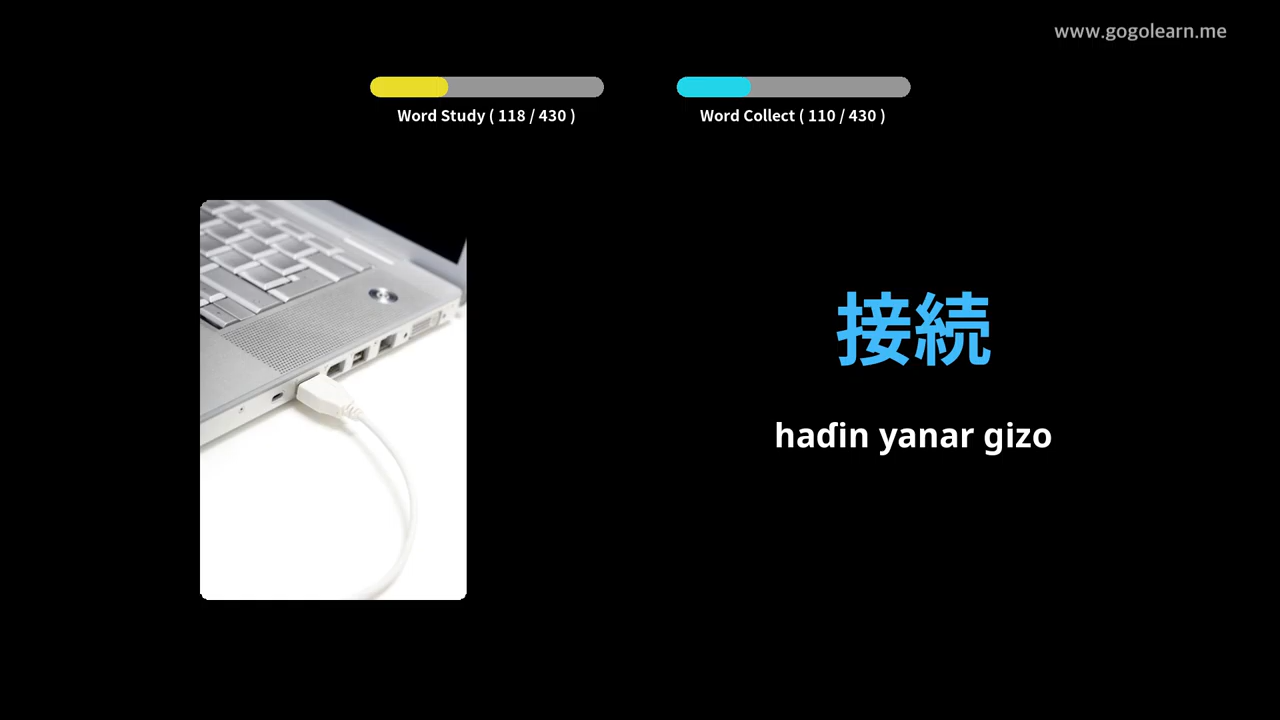 www.gogolearn.me
Word Study ( 118 / 430 )
Word Collect ( 110 / 430 )
接続
haɗin yanar gizo